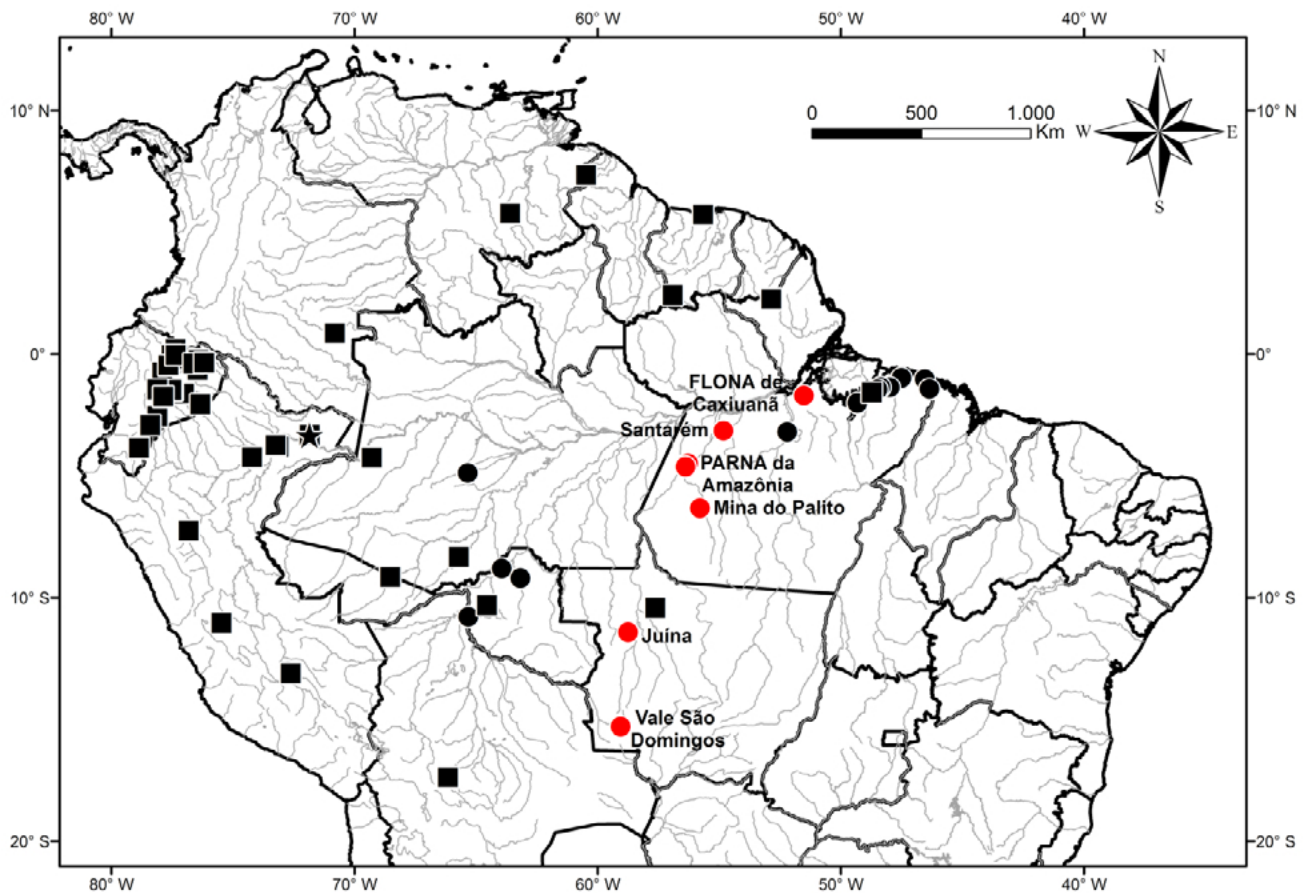 80° W 70° W 60° W 50° W 40° W
N
10° N
0 500 1.000
Km
W E
10° N
S
0°
0°
FLONA de
Caxiuanã
Santarém
PARNA da
Amazônia
Mina do Palito
10° S
10° S
Juína
Vale São
Domingos
20° S
20° S
80° W 70° W 60° W 50° W 40° W